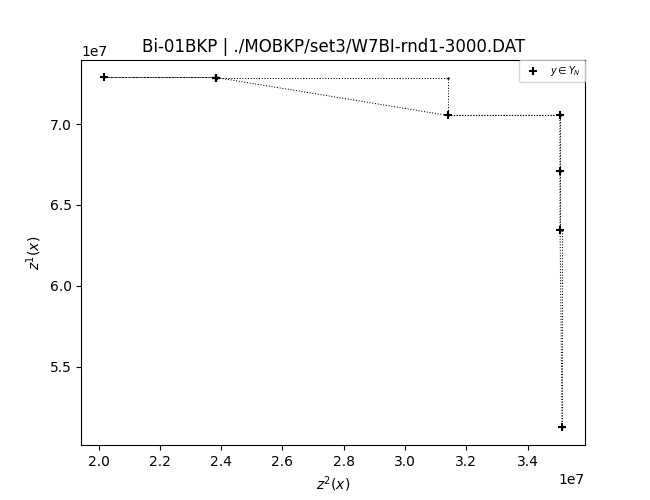 Bi-01BKP | ./MOBKP/set3/W7BI-rnd1-3000.DAT
1e7
y ∈ Y_N
7.0
6.5
6.0
5.5
z^1(x)
2.0 2.2 2.4 2.6 2.8 3.0 3.2 3.4
1e7
z^2(x)